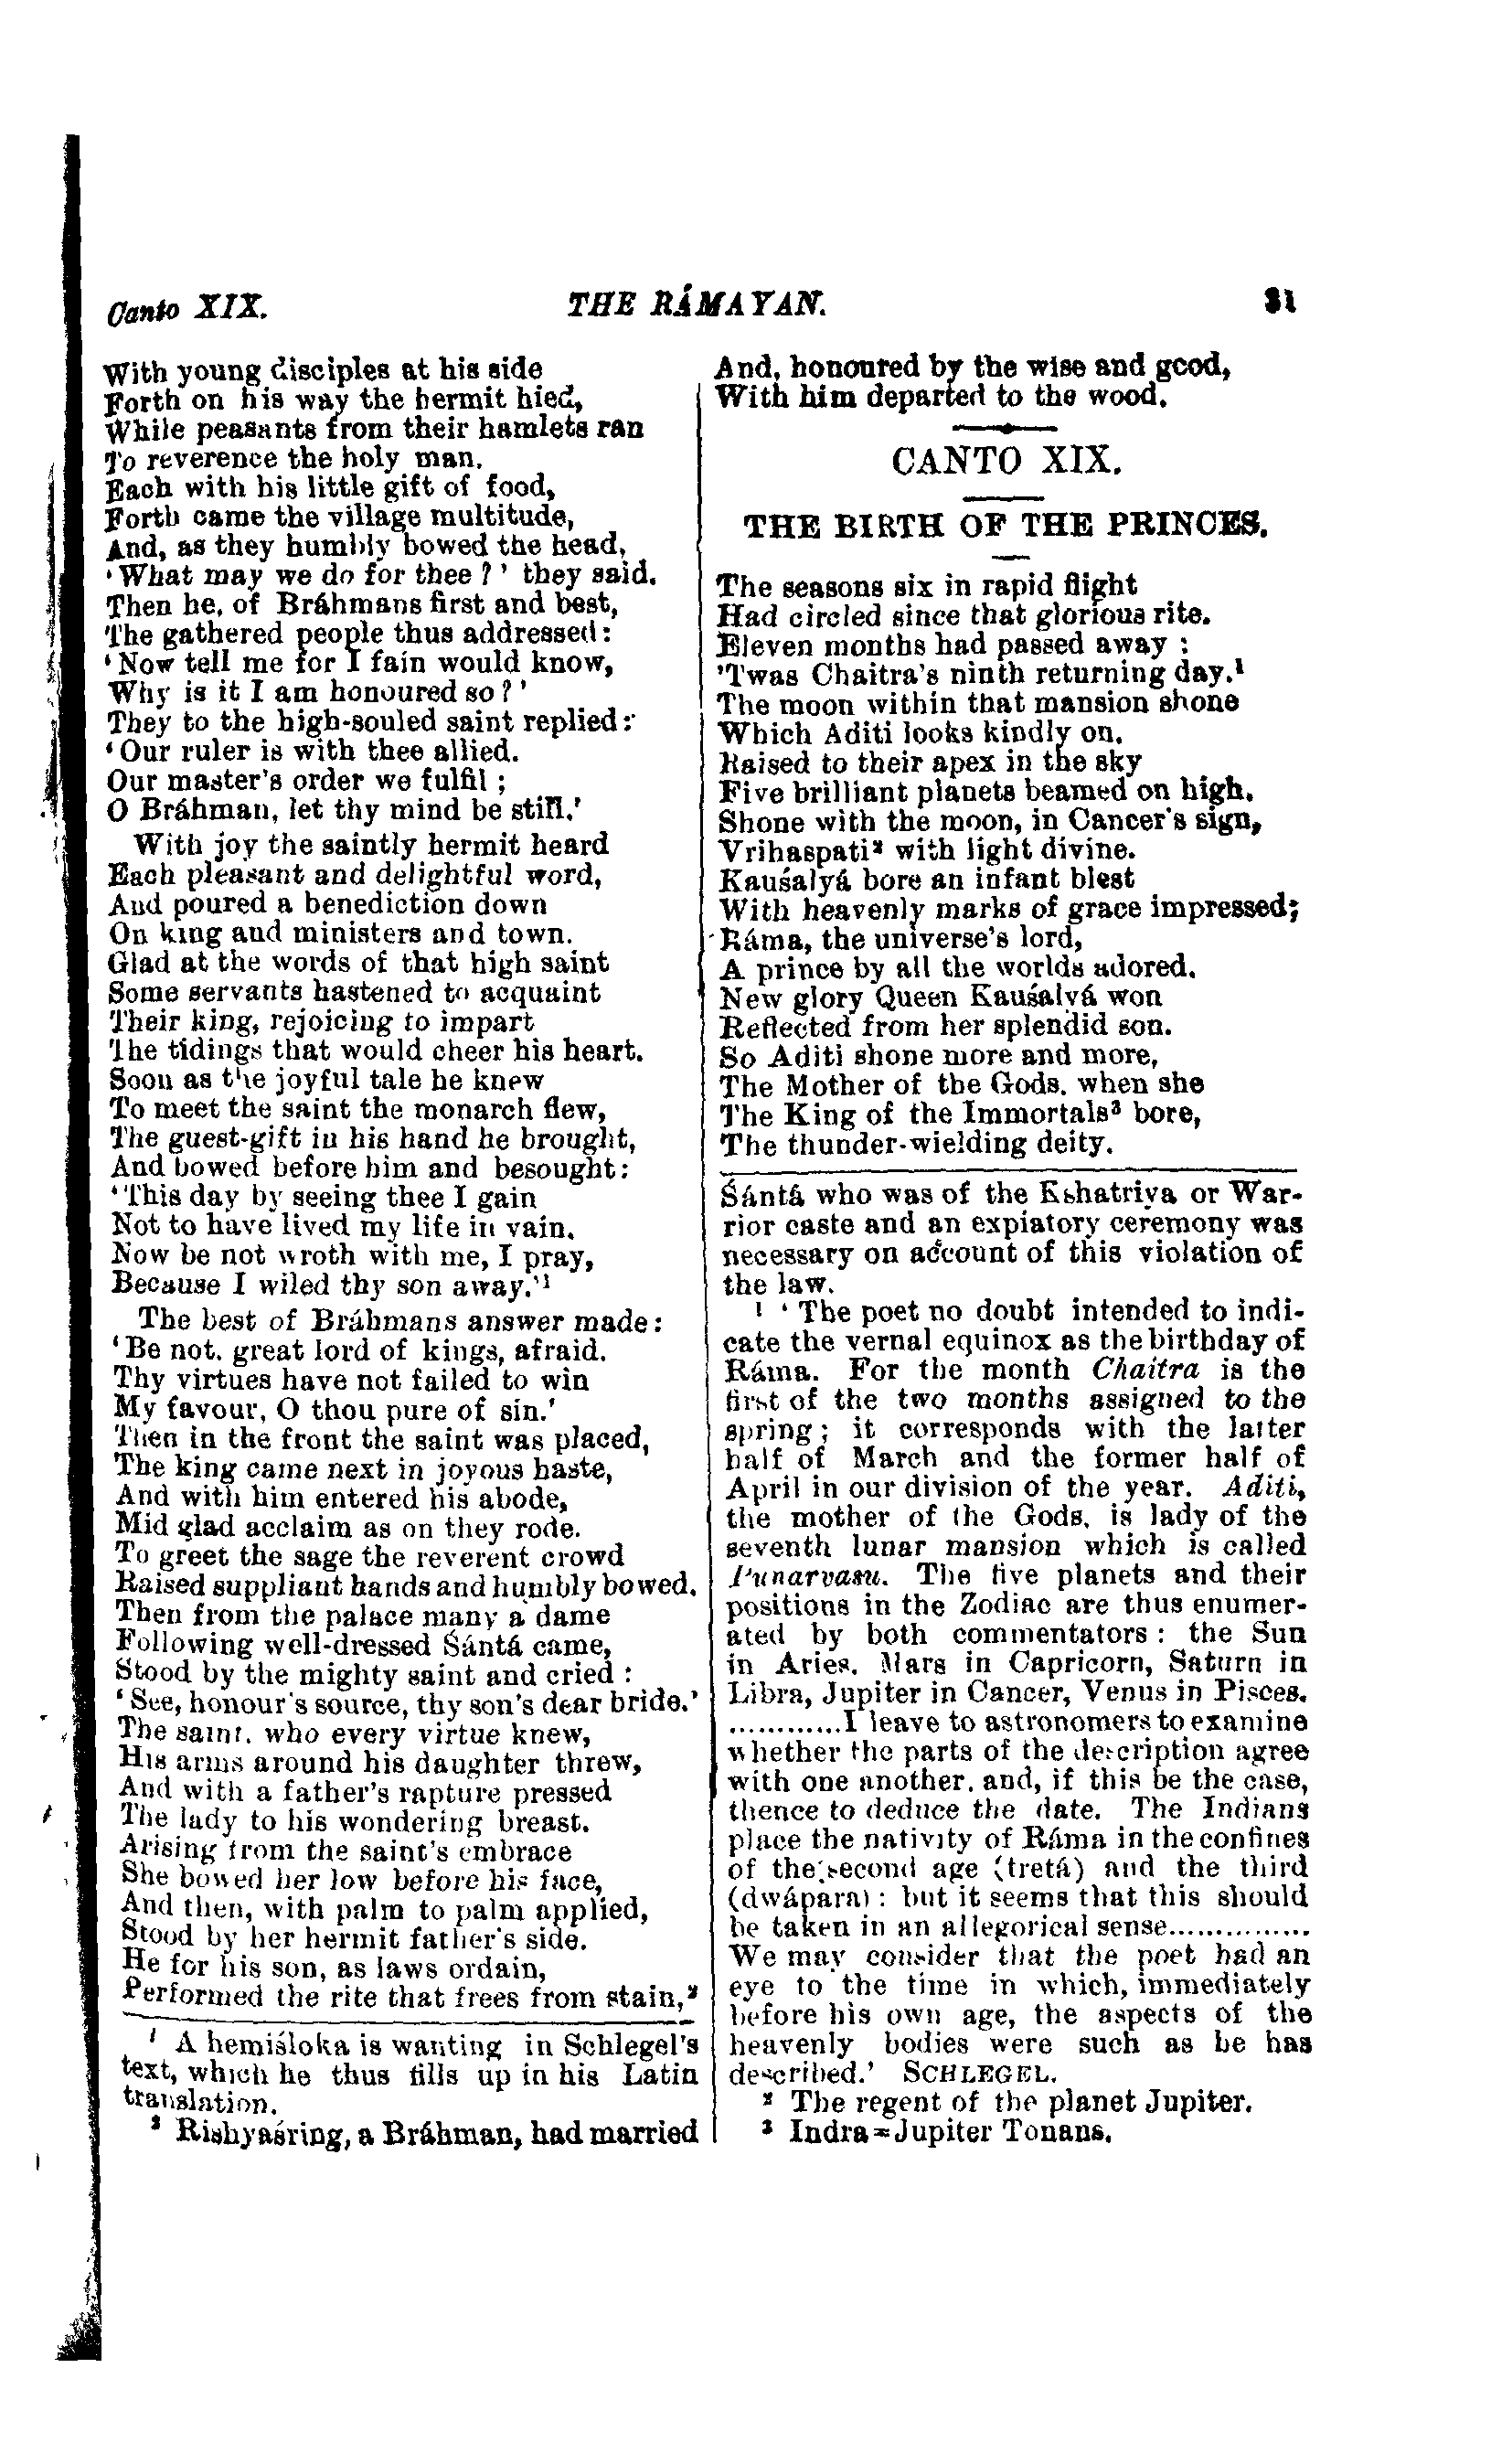 Canto XIX. THE RÁMAYAN. 31
With young disciples at his side
Forth on his way the hermit hied,
While peasants from their hamlets ran
To reverence the holy man.
Each with his little gift of food,
Forth came the village multitude,
And, as they humbly bowed the head,
‘What may we do for thee ?’ they said.
Then he, of Bráhmans first and best,
The gathered people thus addressed:
‘Now tell me for I fain would know,
Why is it I am honoured so ?’
They to the high-souled saint replied:
‘Our ruler is with thee allied.
Our master's order we fulfil ;
O Bráhman, let thy mind be still.’
With joy the saintly hermit heard
Each pleasant and delightful word,
And poured a benediction down
On king and ministers and town.
Glad at the words of that high saint
Some servants hastened to acquaint
Their king, rejoicing to impart
The tidings that would cheer his heart.
Soon as the joyful tale he knew
To meet the saint the monarch flew,
The guest-gift in his hand he brought,
And bowed before him and besought:
‘This day by seeing thee I gain
Not to have lived my life in vain.
Now be not wroth with me, I pray,
Because I wiled thy son away.’¹
The best of Bráhmans answer made:
‘Be not, great lord of kings, afraid.
Thy virtues have not failed to win
My favour, O thou pure of sin.’
Then in the front the saint was placed,
The king came next in joyous haste,
And with him entered his abode,
Mid glad acclaim as on they rode.
To greet the sage the reverent crowd
Raised suppliant hands and humbly bowed.
Then from the palace many a dame
Following well-dressed Śántá came,
Stood by the mighty saint and cried :
‘See, honour's source, thy son's dear bride.’
The saint, who every virtue knew,
His arms around his daughter threw,
And with a father's rapture pressed
The lady to his wondering breast.
Arising from the saint's embrace
She bowed her low before his face,
And then, with palm to palm applied,
Stood by her hermit father's side.
He for his son, as laws ordain,
Performed the rite that frees from stain,²
¹ A hemiśloka is wanting in Schlegel's
text, which he thus fills up in his Latin
translation.
² Rishyaśring, a Bráhman, had married
And, honoured by the wise and good,
With him departed to the wood.
CANTO XIX.
THE BIRTH OF THE PRINCES.
The seasons six in rapid flight
Had circled since that glorious rite.
Eleven months had passed away :
’Twas Chaitra's ninth returning day.¹
The moon within that mansion shone
Which Aditi looks kindly on.
Raised to their apex in the sky
Five brilliant planets beamed on high.
Shone with the moon, in Cancer's sign,
Vrihaspati² with light divine.
Kauśalyá bore an infant blest
With heavenly marks of grace impressed;
Ráma, the universe's lord,
A prince by all the worlds adored.
New glory Queen Kauśalyá won
Reflected from her splendid son.
So Aditi shone more and more,
The Mother of the Gods, when she
The King of the Immortals³ bore,
The thunder-wielding deity.
Śántá who was of the Kshatriya or War-
rior caste and an expiatory ceremony was
necessary on account of this violation of
the law.
¹ ‘ The poet no doubt intended to indi-
cate the vernal equinox as the birthday of
Ráma. For the month Chaitra is the
first of the two months assigned to the
spring ; it corresponds with the latter
half of March and the former half of
April in our division of the year. Aditi,
the mother of the Gods, is lady of the
seventh lunar mansion which is called
Punarvasu. The five planets and their
positions in the Zodiac are thus enumer-
ated by both commentators : the Sun
in Aries, Mars in Capricorn, Saturn in
Libra, Jupiter in Cancer, Venus in Pisces.
............I leave to astronomers to examine
whether the parts of the description agree
with one another, and, if this be the case,
thence to deduce the date. The Indians
place the nativity of Ráma in the confines
of the second age (tretá) and the third
(dwápara) : but it seems that this should
be taken in an allegorical sense...............
We may consider that the poet had an
eye to the time in which, immediately
before his own age, the aspects of the
heavenly bodies were such as he has
described.’ SCHLEGEL.
² The regent of the planet Jupiter.
³ Indra=Jupiter Tonans.